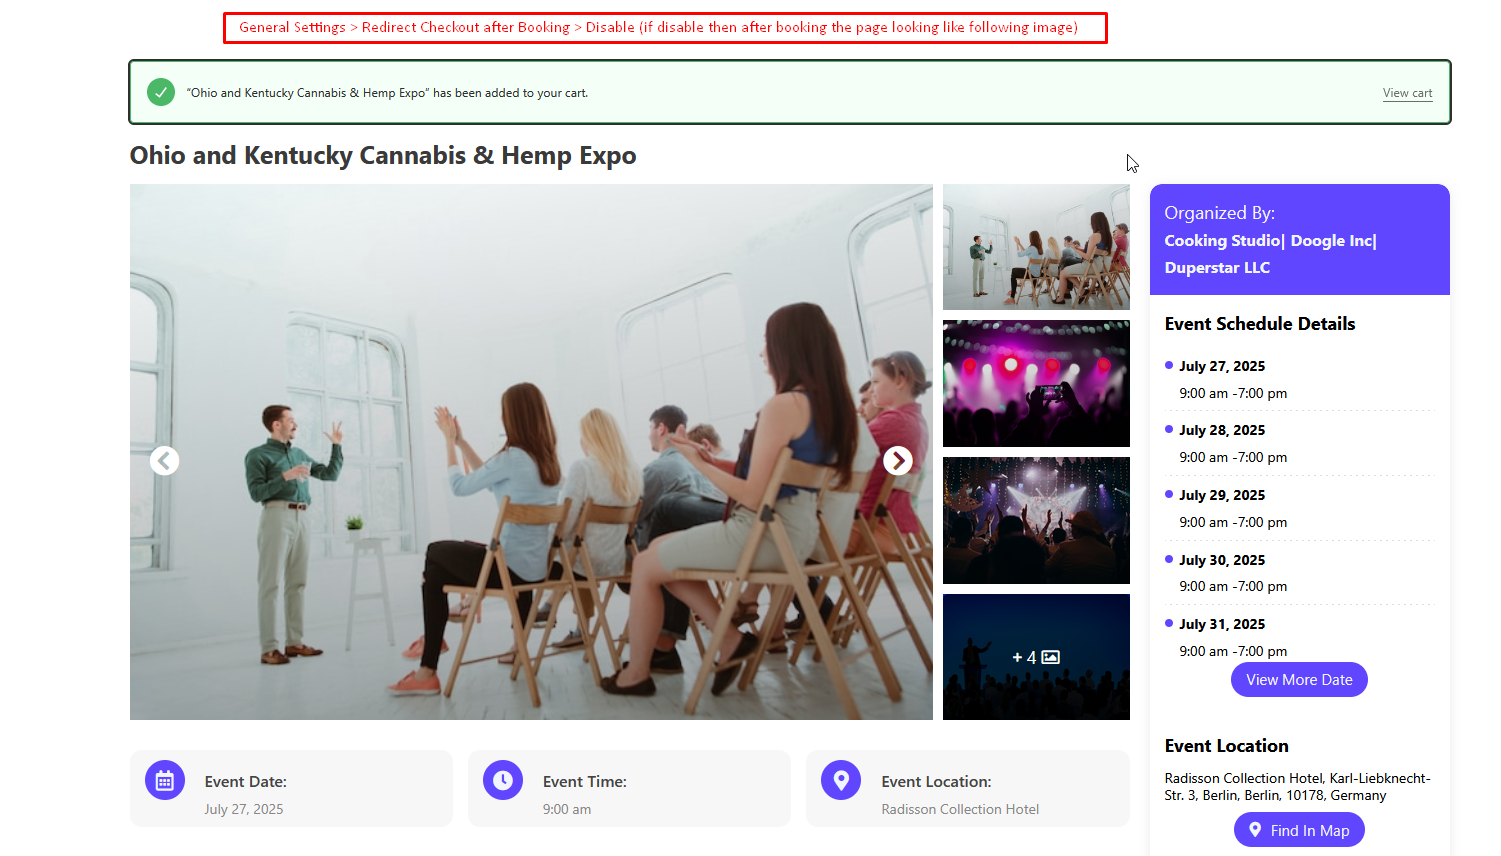 General Settings > Redirect Checkout after Booking > Disable (if disable then after booking the page looking like following image)
“Ohio and Kentucky Cannabis & Hemp Expo” has been added to your cart.
View cart
Ohio and Kentucky Cannabis & Hemp Expo
+ 4
Event Date:
July 27, 2025
Event Time:
9:00 am
Event Location:
Radisson Collection Hotel
Organized By:
Cooking Studio| Doogle Inc|
Duperstar LLC
Event Schedule Details
July 27, 2025
9:00 am -7:00 pm
July 28, 2025
9:00 am -7:00 pm
July 29, 2025
9:00 am -7:00 pm
July 30, 2025
9:00 am -7:00 pm
July 31, 2025
9:00 am -7:00 pm
View More Date
Event Location
Radisson Collection Hotel, Karl-Liebknecht-
Str. 3, Berlin, Berlin, 10178, Germany
Find In Map